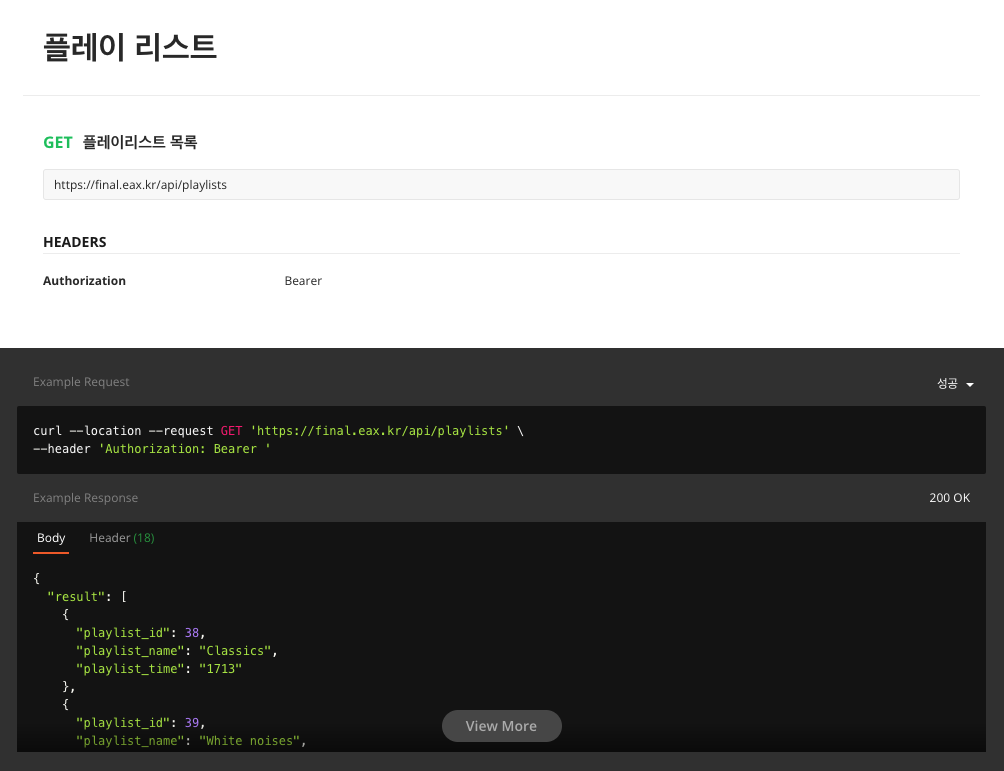 플레이 리스트
GET 플레이리스트 목록
https://final.eax.kr/api/playlists
HEADERS
Authorization Bearer
Example Request 성공
curl --location --request GET 'https://final.eax.kr/api/playlists' \
--header 'Authorization: Bearer '
Example Response 200 OK
Body Header (18)
{
  "result": [
    {
      "playlist_id": 38,
      "playlist_name": "Classics",
      "playlist_time": "1713"
    },
    {
      "playlist_id": 39,
      "playlist_name": "White noises",
View More